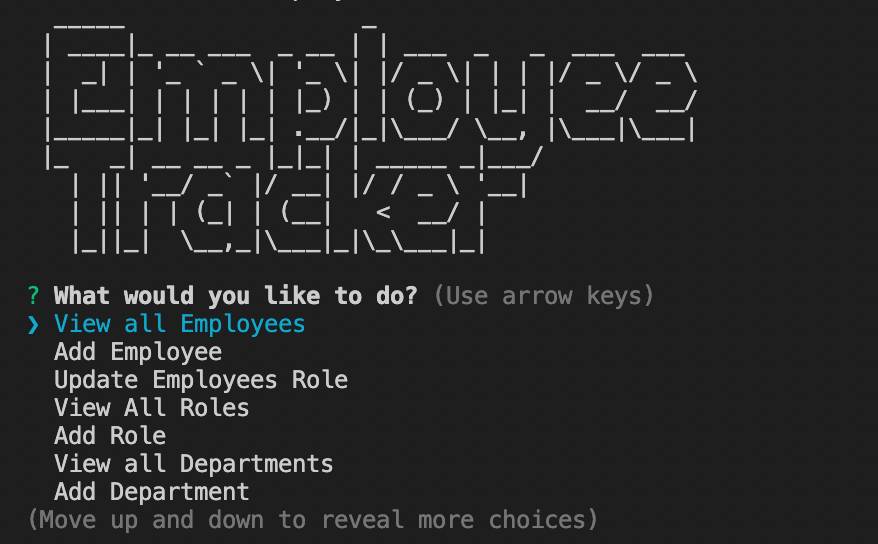 Employee
Tracker
? What would you like to do? (Use arrow keys)
❯ View all Employees
Add Employee
Update Employees Role
View All Roles
Add Role
View all Departments
Add Department
(Move up and down to reveal more choices)